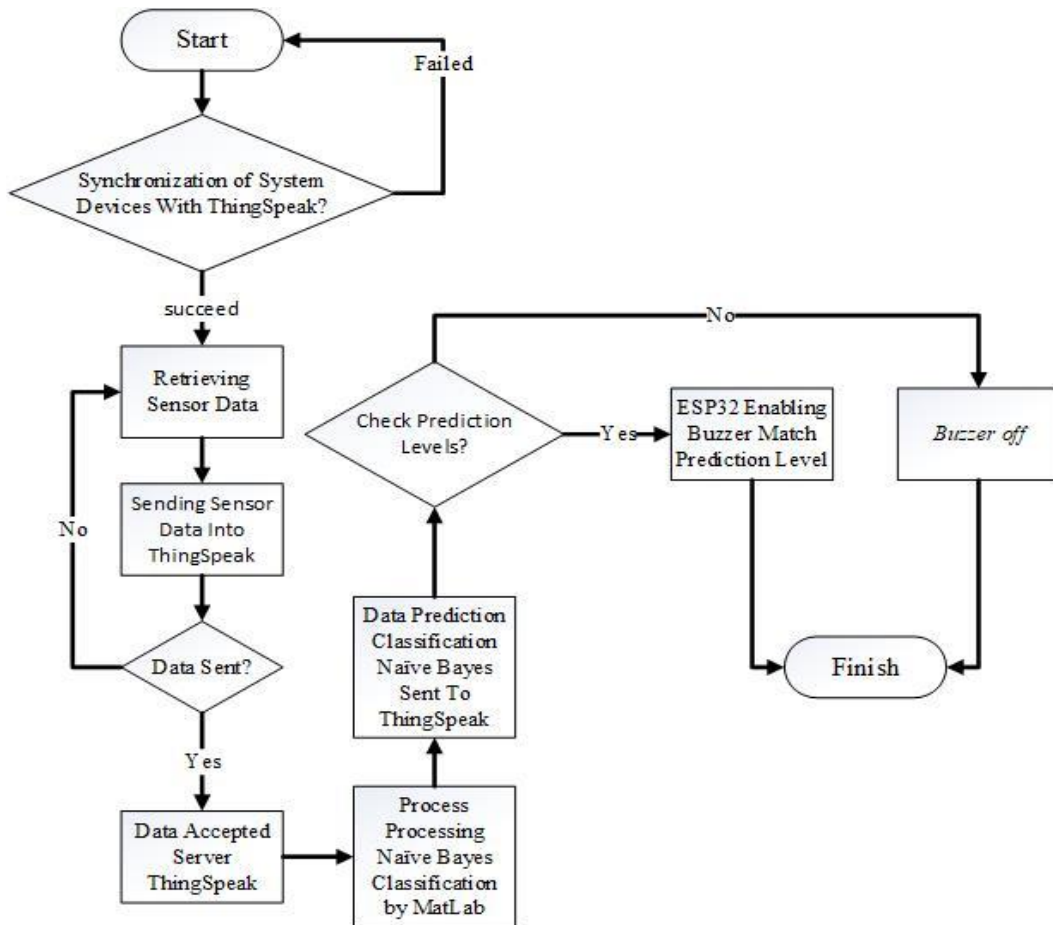 Start
Failed
Synchronization of System
Devices With ThingSpeak?
succeed
Retrieving
Sensor Data
Sending Sensor
Data Into
ThingSpeak
No
Data Sent?
Yes
Data Accepted
Server
ThingSpeak
Process
Processing
Naïve Bayes
Classification
by MatLab
Data Prediction
Classification
Naïve Bayes
Sent To
ThingSpeak
Check Prediction
Levels?
No
Yes
ESP32 Enabling
Buzzer Match
Prediction Level
Buzzer off
Finish